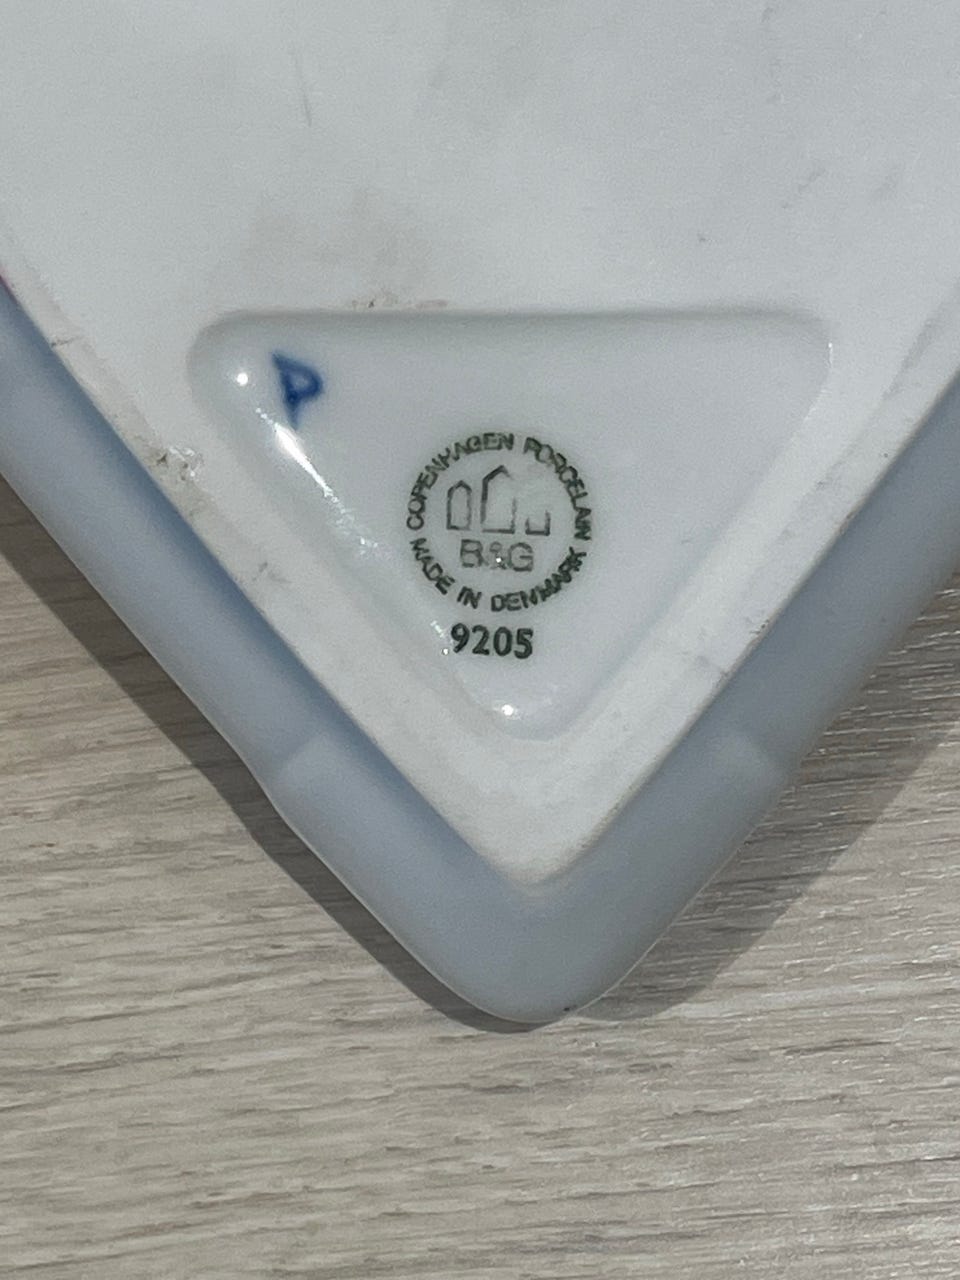 P
COPENHAGEN PORCELAIN
B&G
MADE IN DENMARK
9205